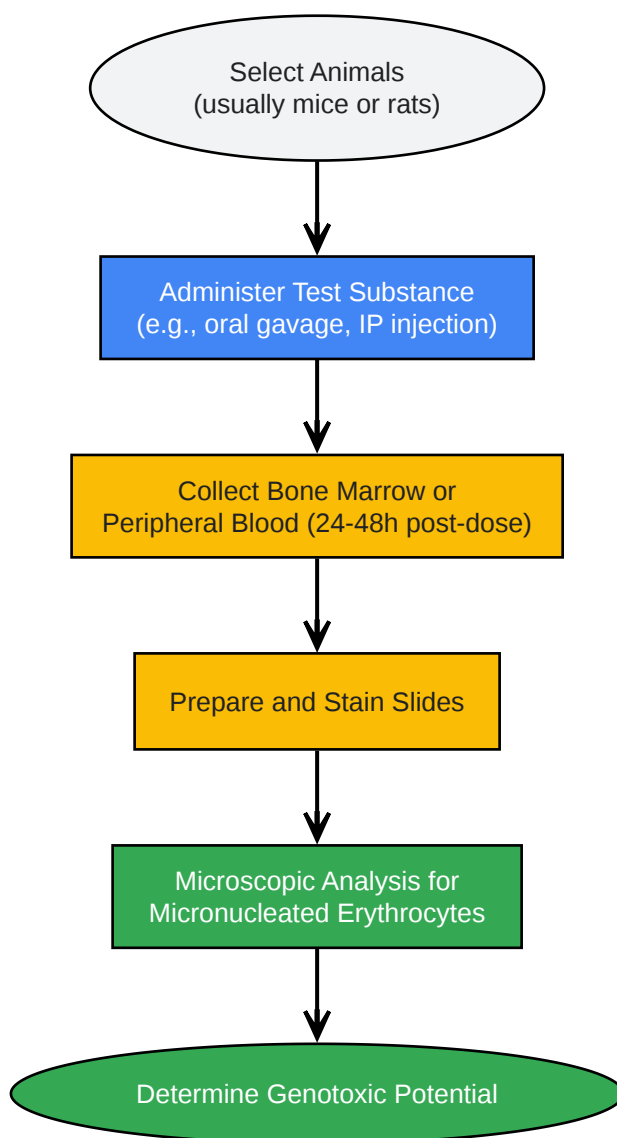 Select Animals
(usually mice or rats)
Administer Test Substance
(e.g., oral gavage, IP injection)
Collect Bone Marrow or
Peripheral Blood (24-48h post-dose)
Prepare and Stain Slides
Microscopic Analysis for
Micronucleated Erythrocytes
Determine Genotoxic Potential